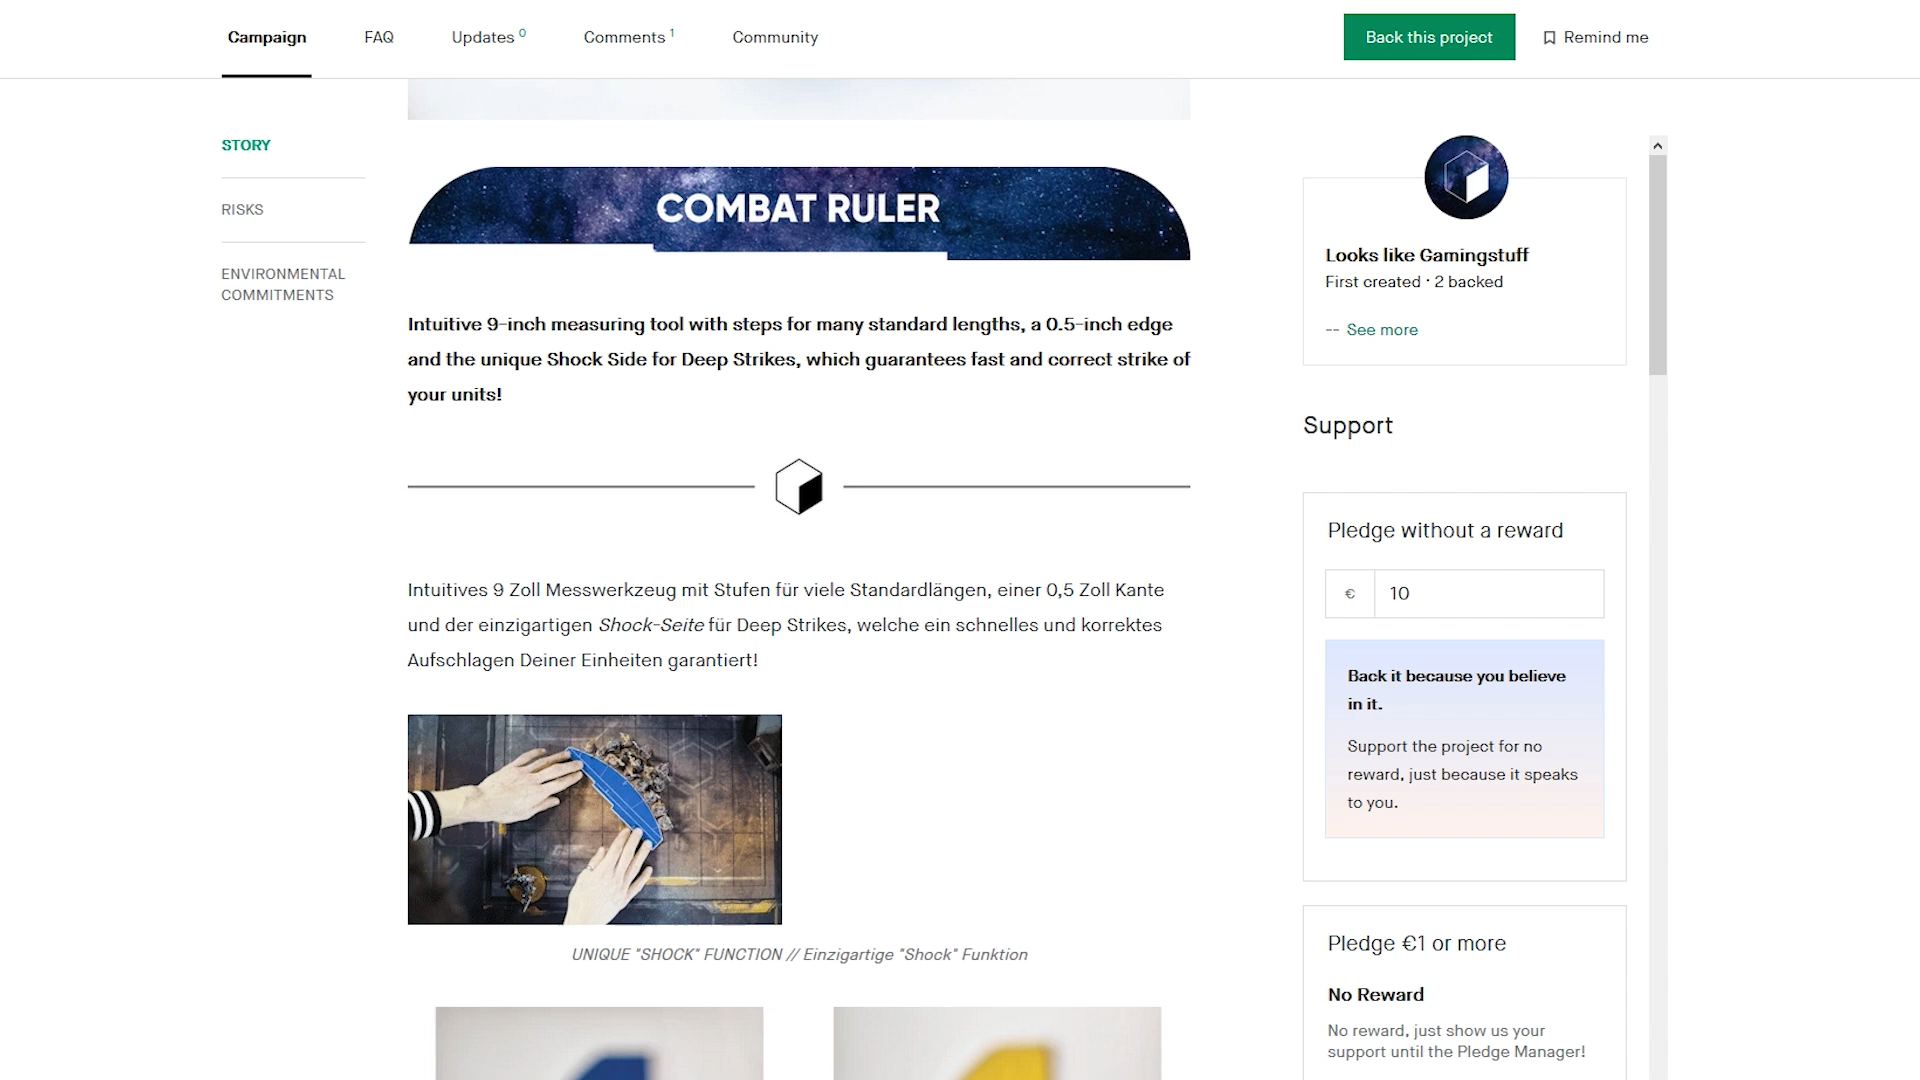 Campaign
FAQ
Updates 0
Comments 1
Community
Back this project
Remind me
STORY
RISKS
ENVIRONMENTAL
COMMITMENTS
COMBAT RULER
Intuitive 9-inch measuring tool with steps for many standard lengths, a 0.5-inch edge
and the unique Shock Side for Deep Strikes, which guarantees fast and correct strike of
your units!
Intuitives 9 Zoll Messwerkzeug mit Stufen für viele Standardlängen, einer 0,5 Zoll Kante
und der einzigartigen Shock-Seite für Deep Strikes, welche ein schnelles und korrektes
Aufschlagen Deiner Einheiten garantiert!
UNIQUE "SHOCK" FUNCTION // Einzigartige "Shock" Funktion
Looks like Gamingstuff
First created · 2 backed
-- See more
Support
Pledge without a reward
€ 10
Back it because you believe
in it.
Support the project for no
reward, just because it speaks
to you.
Pledge €1 or more
No Reward
No reward, just show us your
support until the Pledge Manager!